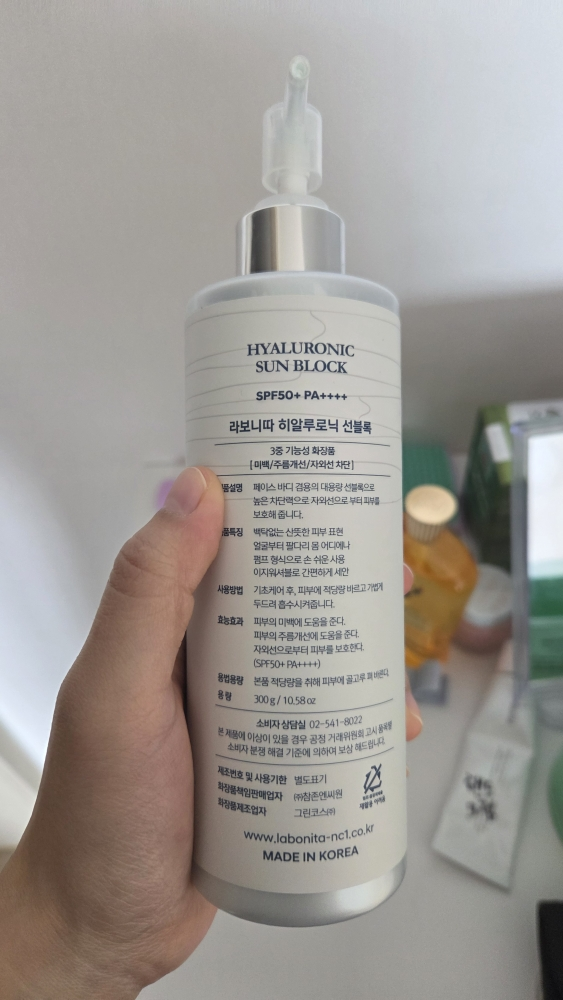 HYALURONIC
SUN BLOCK
SPF50+ PA++++
라보니따 히알루로닉 선블록
3중 기능성 화장품
[ 미백/주름개선/자외선 차단 ]
품설명 페이스 바디 겸용의 대용량 선블록으로
높은 차단력으로 자외선으로 부터 피부를
보호해 줍니다.
품특징 백탁없는 산뜻한 피부 표현
얼굴부터 팔다리 몸 어디에나
펌프 형식으로 손 쉬운 사용
이지워셔블로 간편하게 세안
사용방법 기초케어 후, 피부에 적당량 바르고 가볍게
두드려 흡수시켜줍니다.
효능효과 피부의 미백에 도움을 준다.
피부의 주름개선에 도움을 준다.
자외선으로부터 피부를 보호한다.
(SPF50+ PA++++)
용법용량 본품 적당량을 취해 피부에 골고루 펴 바른다.
용 량 300 g / 10.58 oz
소비자 상담실 02-541-8022
본 제품에 이상이 있을 경우 공정 거래위원회 고시 품목별
소비자 분쟁 해결 기준에 의하여 보상 해드립니다.
제조번호 및 사용기한 별도표기
화장품책임판매업자 ㈜참존앤씨원
화장품제조업자 그린코스㈜
재활용 어려움
www.labonita-nc1.co.kr
MADE IN KOREA